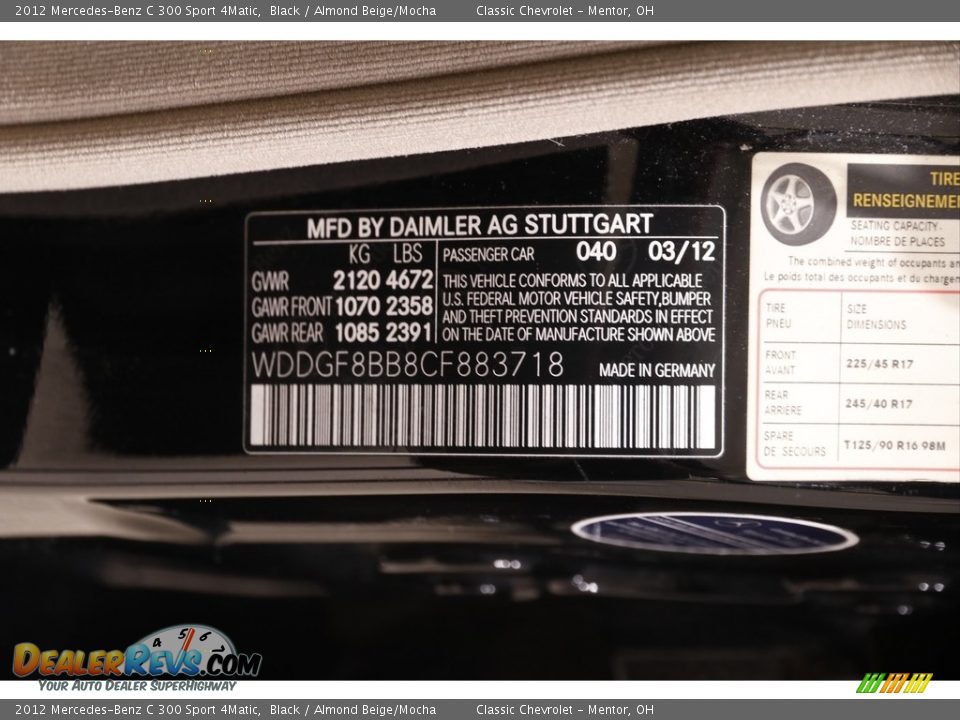 2012 Mercedes-Benz C 300 Sport 4Matic,  Black / Almond Beige/Mocha        Classic Chevrolet - Mentor, OH
MFD BY DAIMLER AG STUTTGART
KG LBS
GVWR 2120 4672
GAWR FRONT 1070 2358
GAWR REAR 1085 2391
PASSENGER CAR 040 03/12
THIS VEHICLE CONFORMS TO ALL APPLICABLE
U.S. FEDERAL MOTOR VEHICLE SAFETY,BUMPER
AND THEFT PREVENTION STANDARDS IN EFFECT
ON THE DATE OF MANUFACTURE SHOWN ABOVE
WDDGF8BB8CF883718 MADE IN GERMANY
TIRE
RENSEIGNEMEN
SEATING CAPACITY
NOMBRE DE PLACES
The combined weight of occupants an
Le poids total des occupants et du chargem
TIRE SIZE
PNEU DIMENSIONS
FRONT
AVANT 225/45 R17
REAR
ARRIERE 245/40 R17
SPARE
DE SECOURS T125/90 R16 98M
4 5 6
DEALERREVS.COM
YOUR AUTO DEALER SUPERHIGHWAY
2012 Mercedes-Benz C 300 Sport 4Matic,  Black / Almond Beige/Mocha        Classic Chevrolet - Mentor, OH